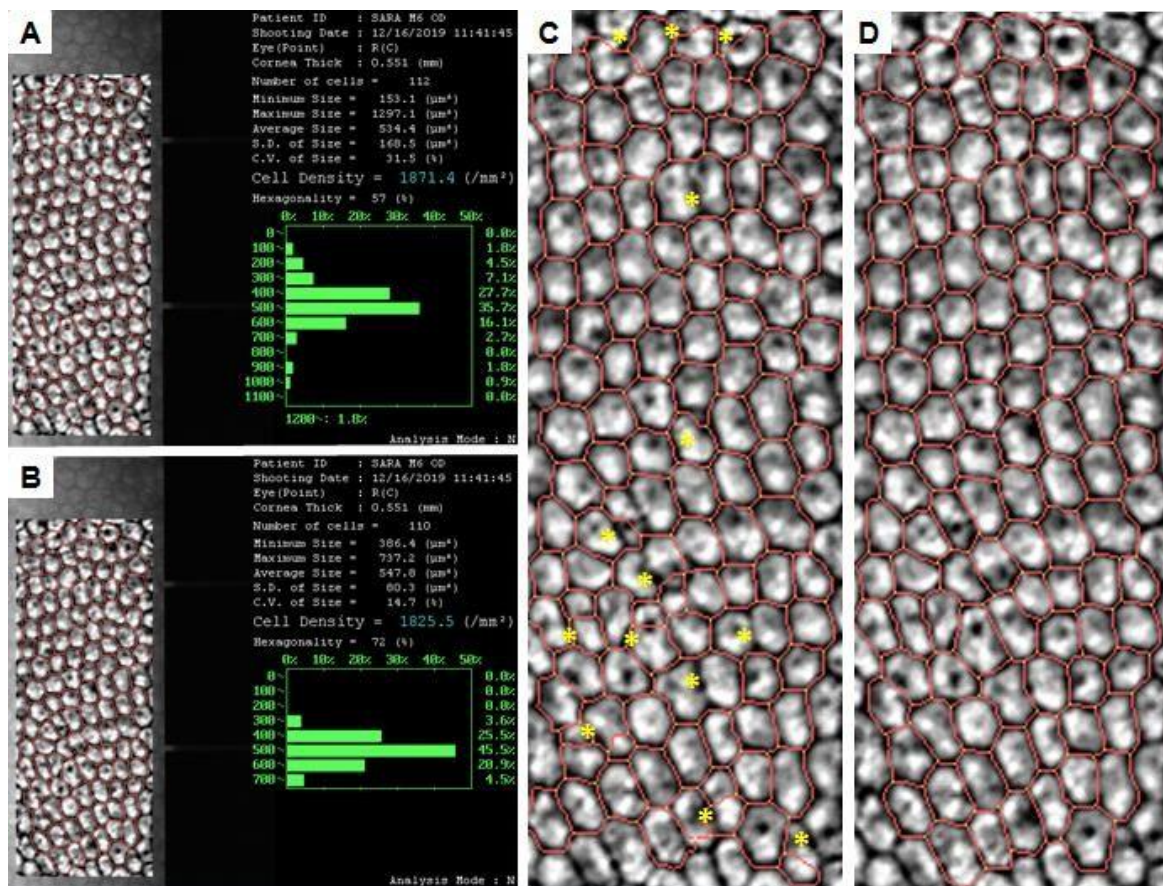 A
Patient ID : SARA M6 OD
Shooting Date : 12/16/2019 11:41:45
Eye(Point) : R(C)
Cornea Thick : 0.551 (mm)
Number of cells = 112
Minimum Size = 153.1 (µm²)
Maximum Size = 1297.1 (µm²)
Average Size = 534.4 (µm²)
S.D. of Size = 168.5 (µm²)
C.V. of Size = 31.5 (%)
Cell Density = 1871.4 (/mm²)
Hexagonality = 57 (%)
0% 10% 20% 30% 40% 50%
0~ 0.0%
100~ 1.8%
200~ 4.5%
300~ 7.1%
400~ 27.7%
500~ 35.7%
600~ 16.1%
700~ 2.7%
800~ 0.0%
900~ 1.8%
1000~ 0.9%
1100~ 0.0%
1200~: 1.8%
Analysis Mode : N
B
Patient ID : SARA M6 OD
Shooting Date : 12/16/2019 11:41:45
Eye(Point) : R(C)
Cornea Thick : 0.551 (mm)
Number of cells = 110
Minimum Size = 386.4 (µm²)
Maximum Size = 737.2 (µm²)
Average Size = 547.8 (µm²)
S.D. of Size = 80.3 (µm²)
C.V. of Size = 14.7 (%)
Cell Density = 1825.5 (/mm²)
Hexagonality = 72 (%)
0% 10% 20% 30% 40% 50%
0~ 0.0%
100~ 0.0%
200~ 0.0%
300~ 3.6%
400~ 25.5%
500~ 45.5%
600~ 20.9%
700~ 4.5%
Analysis Mode : N
C
D